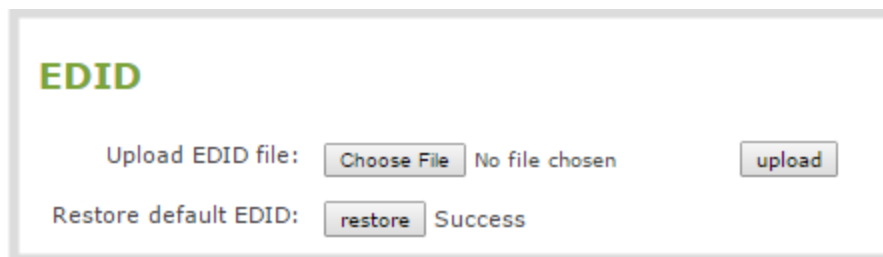 EDID
Upload EDID file: Choose File No file chosen upload
Restore default EDID: restore Success